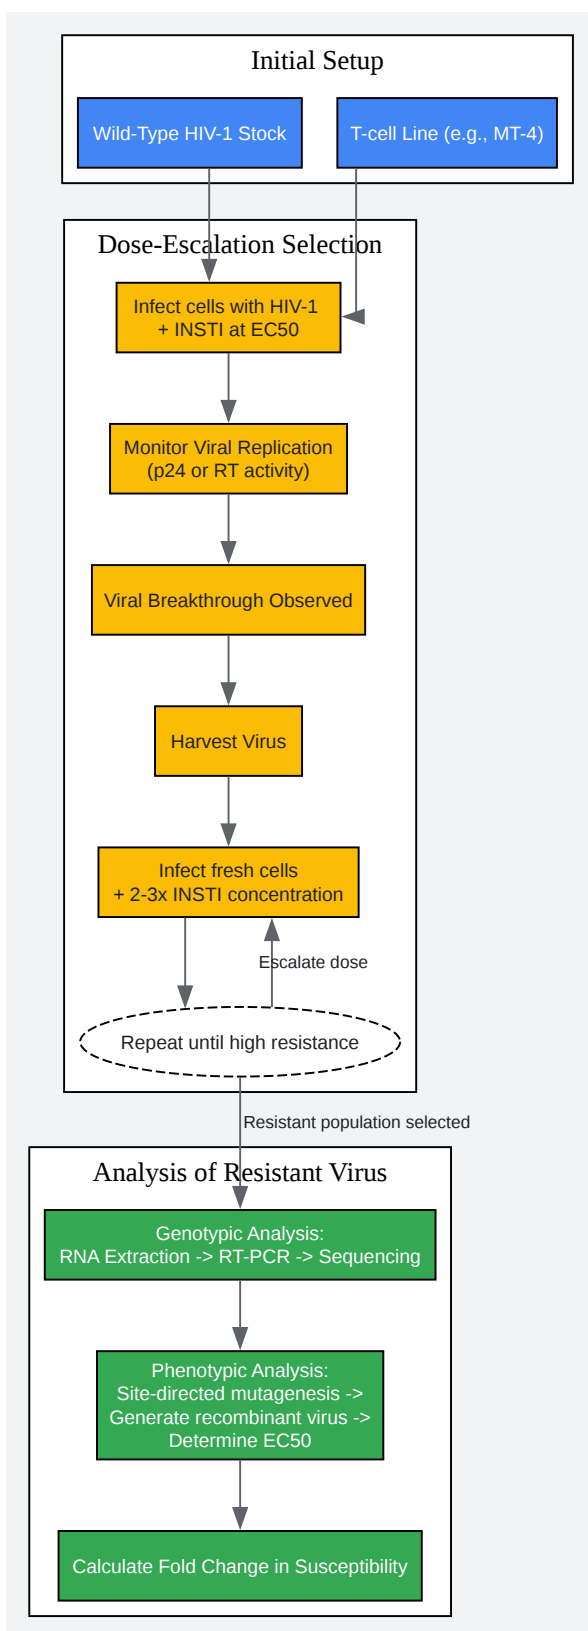 Initial Setup
Wild-Type HIV-1 Stock
T-cell Line (e.g., MT-4)
Dose-Escalation Selection
Infect cells with HIV-1
+ INSTI at EC50
Monitor Viral Replication
(p24 or RT activity)
Viral Breakthrough Observed
Harvest Virus
Infect fresh cells
+ 2-3x INSTI concentration
Escalate dose
Repeat until high resistance
Resistant population selected
Analysis of Resistant Virus
Genotypic Analysis:
RNA Extraction -> RT-PCR -> Sequencing
Phenotypic Analysis:
Site-directed mutagenesis ->
Generate recombinant virus ->
Determine EC50
Calculate Fold Change in Susceptibility